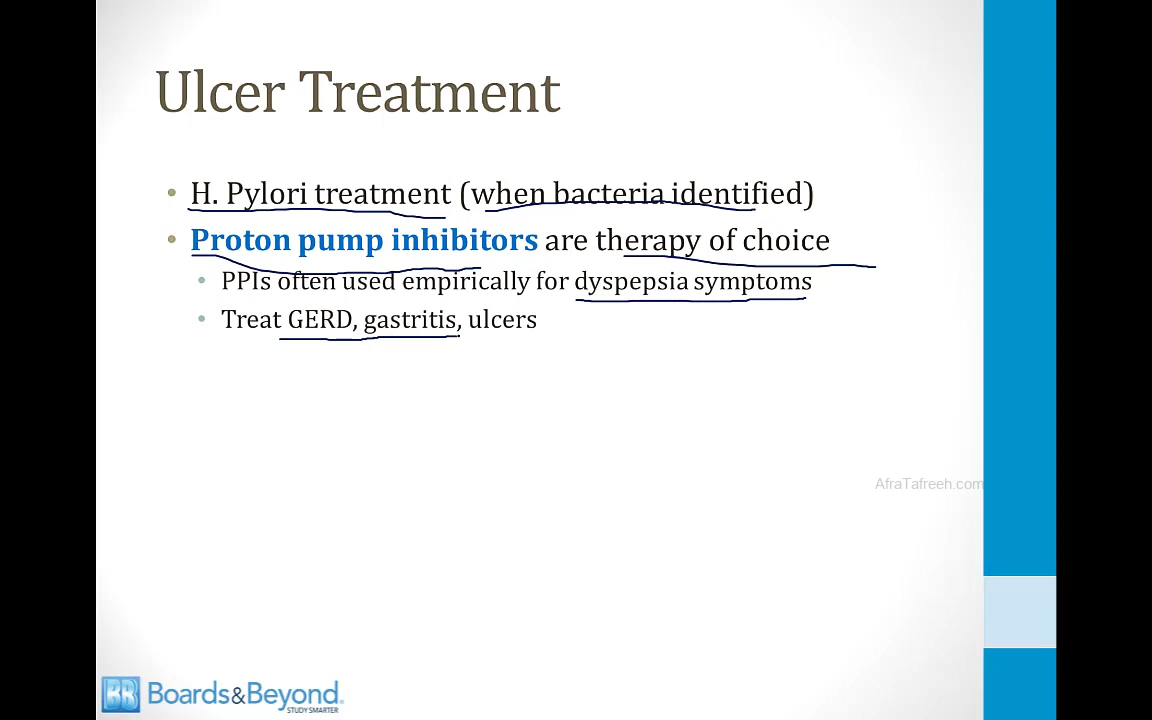 Ulcer Treatment
• H. Pylori treatment (when bacteria identified)
• Proton pump inhibitors are therapy of choice
• PPIs often used empirically for dyspepsia symptoms
• Treat GERD, gastritis, ulcers
AfraTafreeh.com
BB Boards&Beyond.
STUDY SMARTER